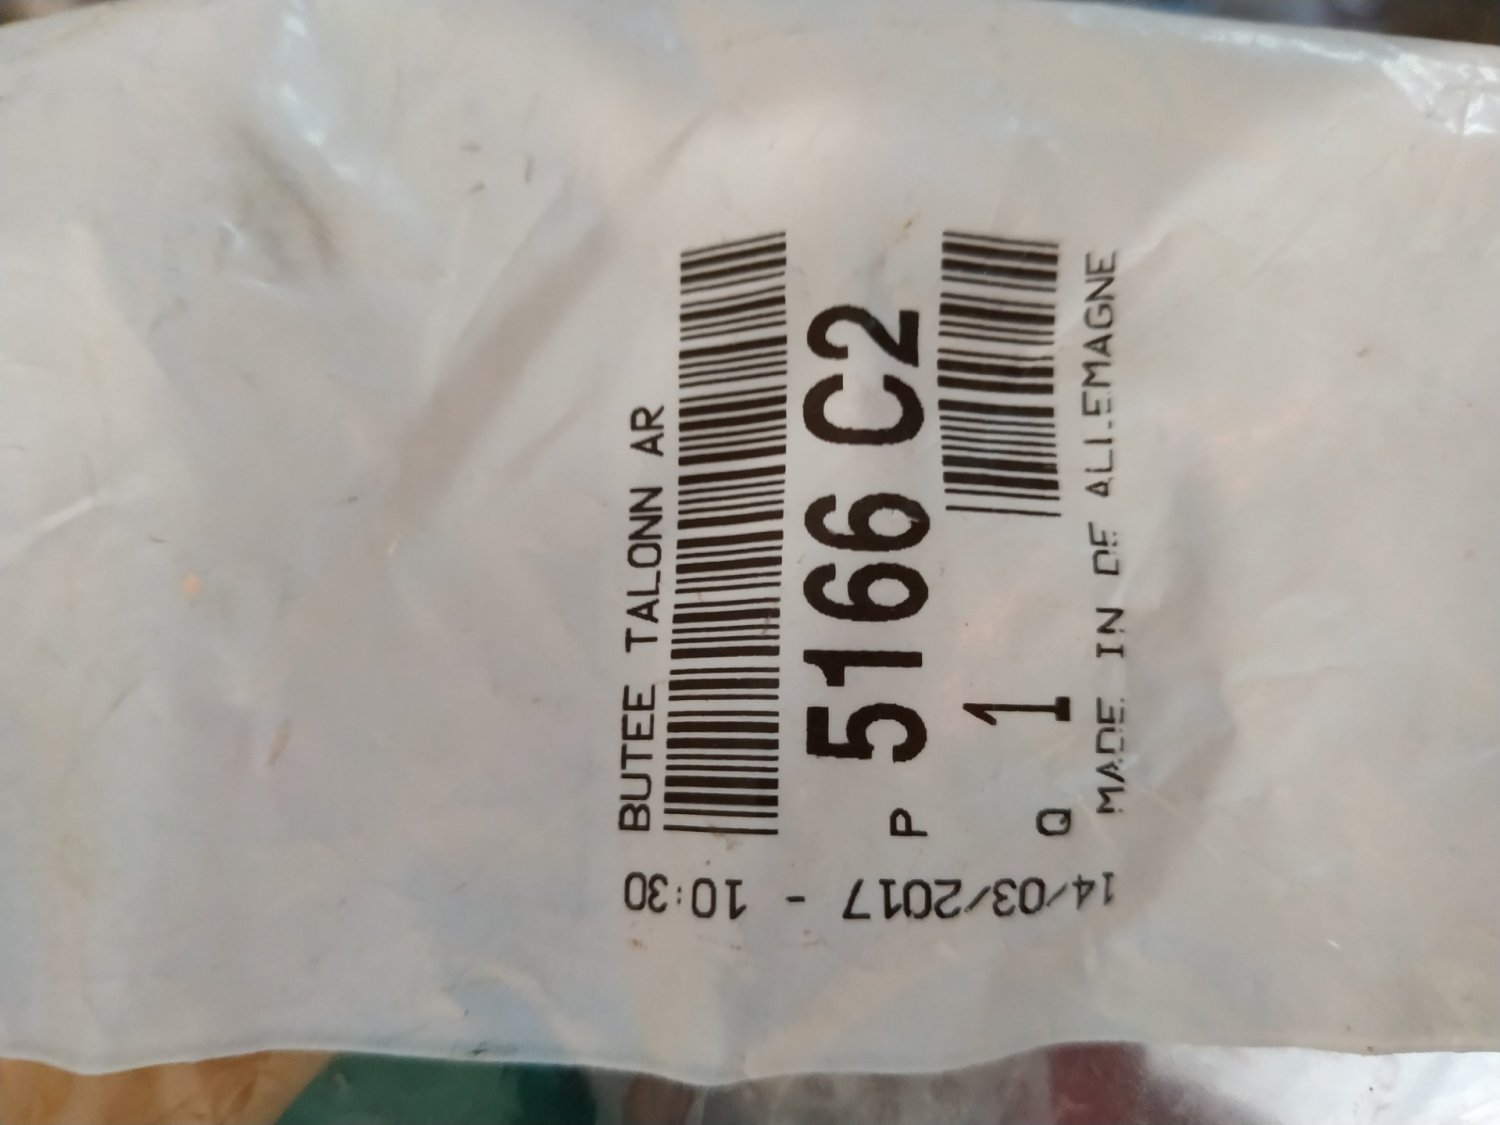 BUTEE TALONN AR
P 5166 C2
Q 1
MADE IN DE ALLEMAGNE
14/03/2017 - 10:30